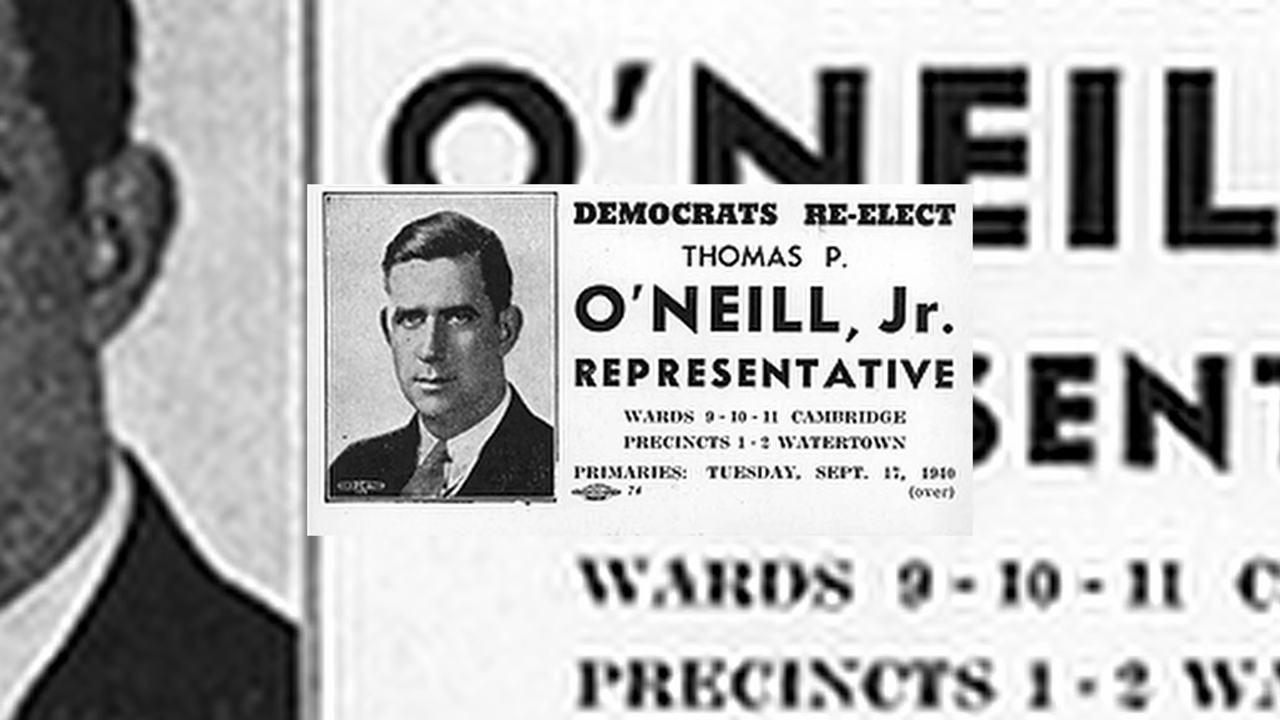 DEMOCRATS RE-ELECT
THOMAS P.
O'NEILL, Jr.
REPRESENTATIVE
WARDS 9-10-11 CAMBRIDGE
PRECINCTS 1-2 WATERTOWN
PRIMARIES: TUESDAY, SEPT. 17, 1940
74
(over)
O'NEIL
SENT
WARDS 9-10-11 C
PRECINCTS 1-2 WA